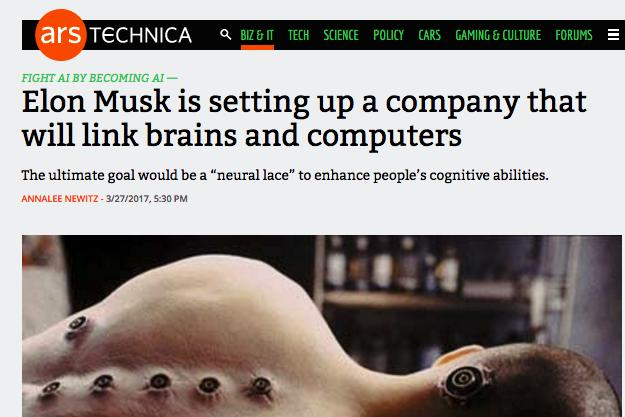 ars TECHNICA BIZ & IT TECH SCIENCE POLICY CARS GAMING & CULTURE FORUMS
FIGHT AI BY BECOMING AI —
Elon Musk is setting up a company that
will link brains and computers
The ultimate goal would be a “neural lace” to enhance people’s cognitive abilities.
ANNALEE NEWITZ - 3/27/2017, 5:30 PM